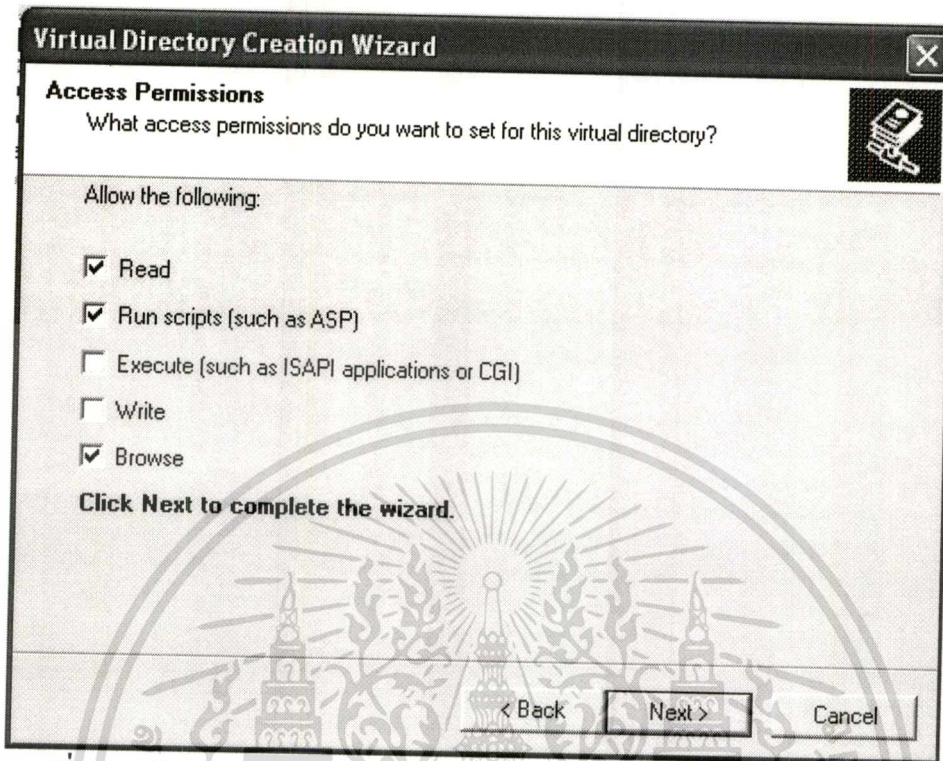 Virtual Directory Creation Wizard
Access Permissions
What access permissions do you want to set for this virtual directory?
Allow the following:
Read
Run scripts (such as ASP)
Execute (such as ISAPI applications or CGI)
Write
Browse
Click Next to complete the wizard.
< Back
Next >
Cancel